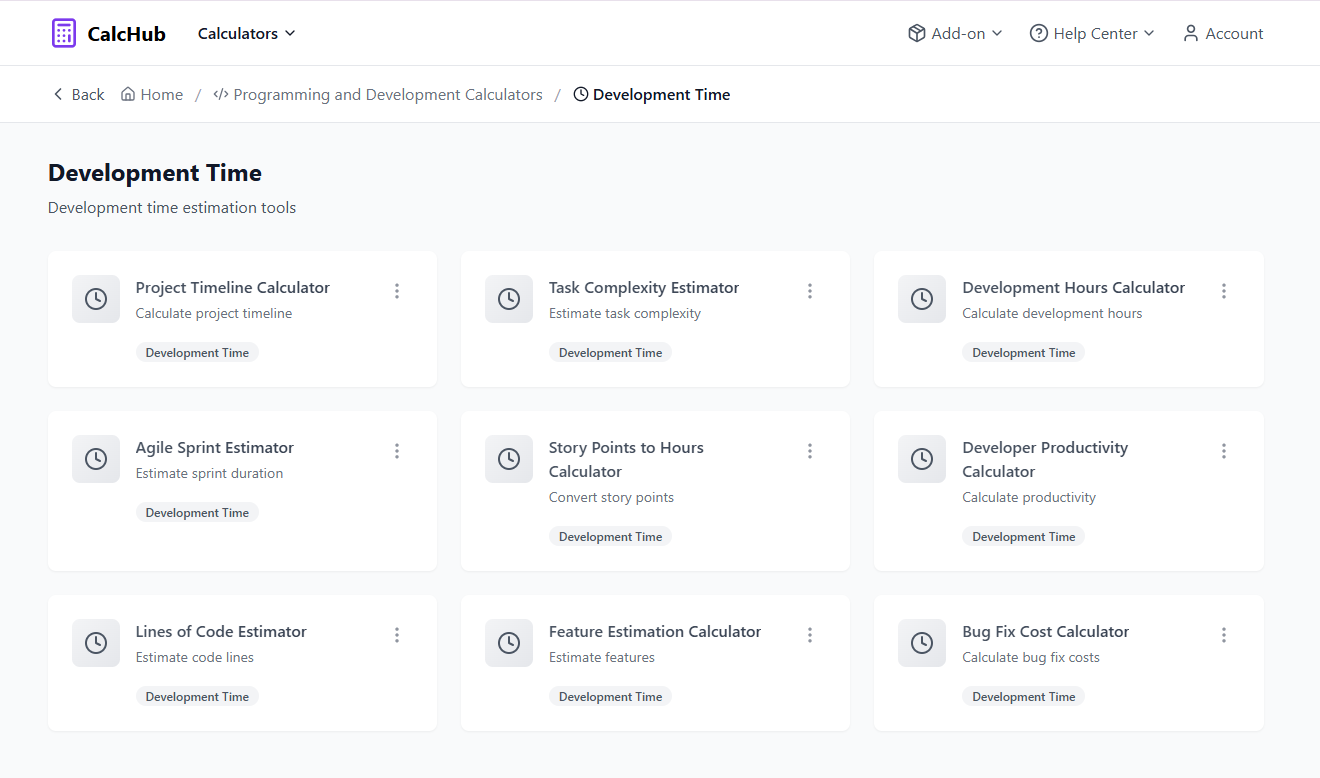 CalcHub Calculators Add-on Help Center Account
Back Home / Programming and Development Calculators / Development Time
Development Time
Development time estimation tools
Project Timeline Calculator
Calculate project timeline
Development Time
Task Complexity Estimator
Estimate task complexity
Development Time
Development Hours Calculator
Calculate development hours
Development Time
Agile Sprint Estimator
Estimate sprint duration
Development Time
Story Points to Hours
Calculator
Convert story points
Development Time
Developer Productivity
Calculator
Calculate productivity
Development Time
Lines of Code Estimator
Estimate code lines
Development Time
Feature Estimation Calculator
Estimate features
Development Time
Bug Fix Cost Calculator
Calculate bug fix costs
Development Time